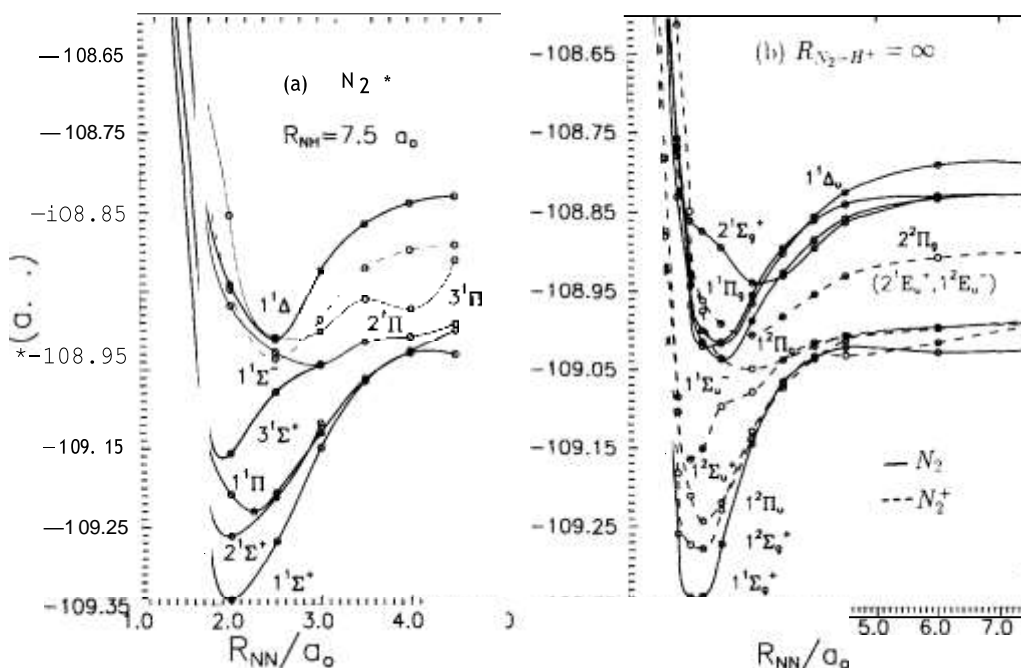 (a) N2 *
RNH=7.5 ao
—108.65
—108.75
—i08.85
*-108.95
—109.15
—109.25
-109.35
(a. .)
1¹Δ
3¹Π
2¹Π
1¹Σ⁻
3¹Σ⁺
1¹Π
2¹Σ⁺
1¹Σ⁺
1.0 2.0 3.0 4.0
RNN/ao
(b) RN2−H+ = ∞
−108.65
−108.75
−108.85
−108.95
−109.05
−109.15
−109.25
1¹Δu
2¹Σg⁺
2²Πg
1¹Πg
(2¹Eu⁺,1²Eu⁻)
1¹Σu⁻
1²Σu⁺
1²Πu
1²Σg⁺
1¹Σg⁺
— N2
--- N2+
5.0 6.0 7.0
RNN/ao